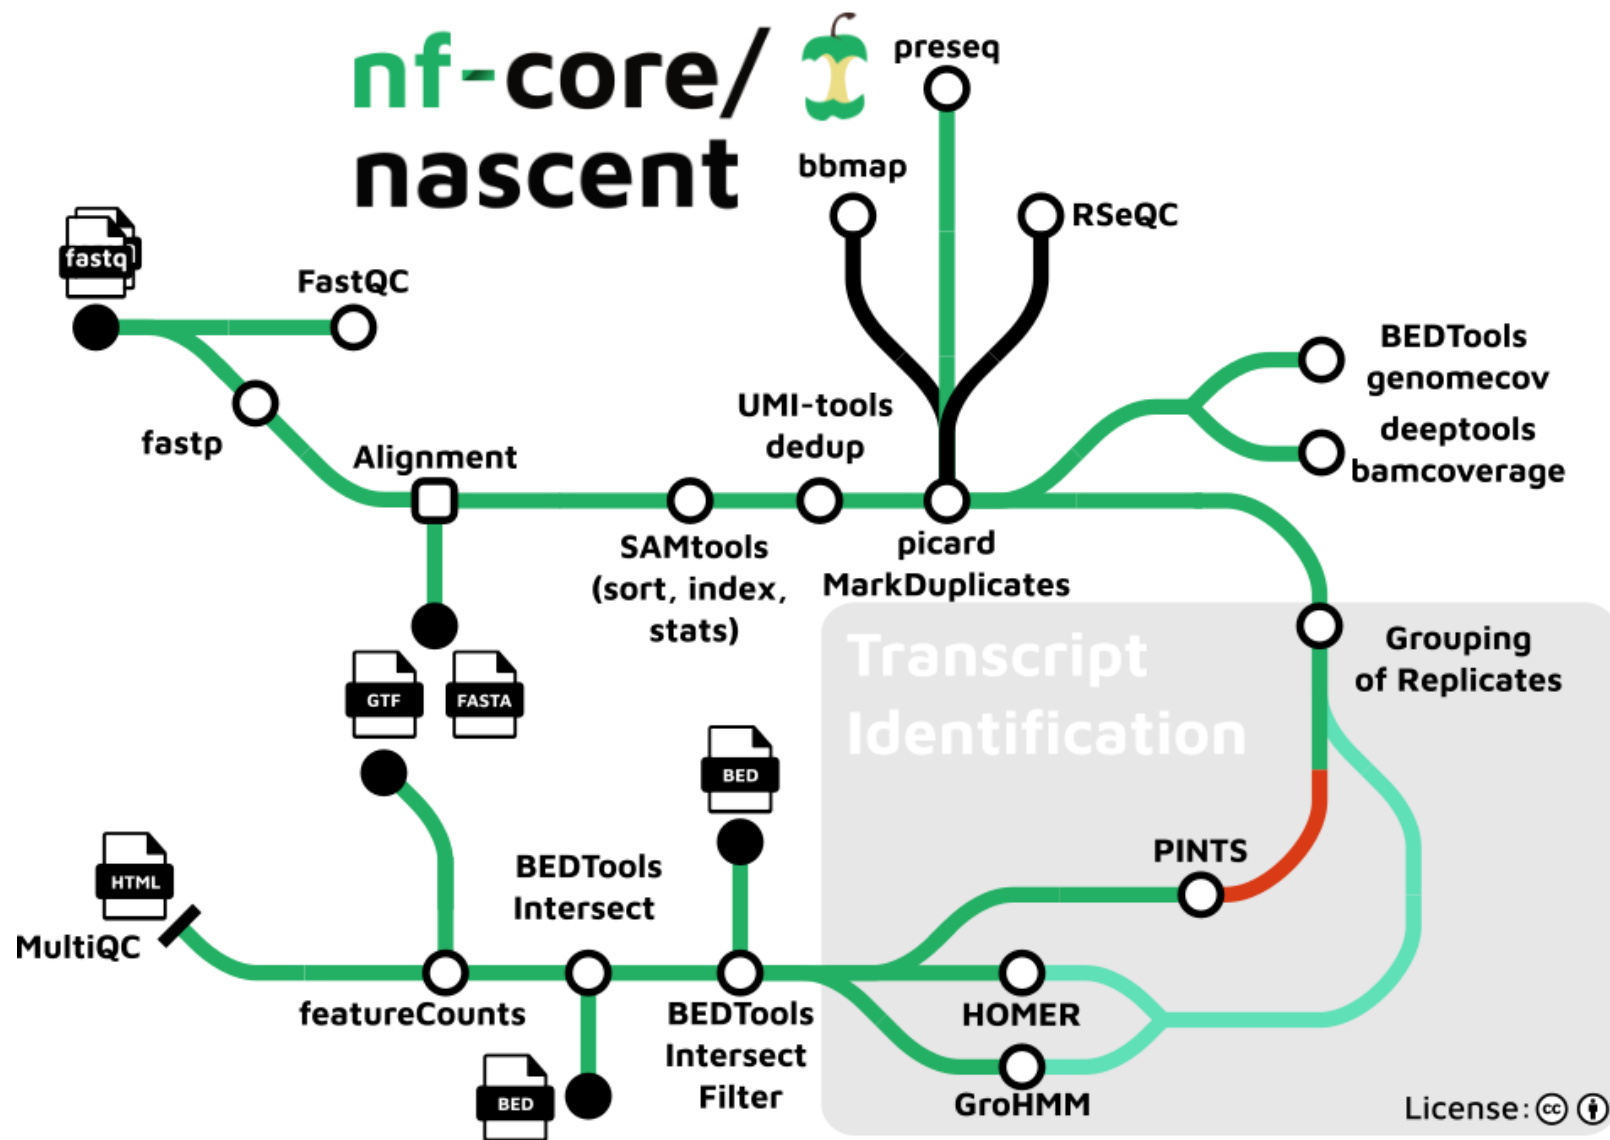 nf-core/
nascent
preseq
bbmap
RSeQC
fastq
FastQC
fastp
Alignment
UMI-tools
dedup
BEDTools
genomecov
deeptools
bamcoverage
SAMtools
(sort, index,
stats)
picard
MarkDuplicates
Transcript
Identification
Grouping
of Replicates
GTF
FASTA
BED
PINTS
HTML
MultiQC
BEDTools
Intersect
featureCounts
BEDTools
Intersect
Filter
HOMER
GroHMM
BED
License:
cc